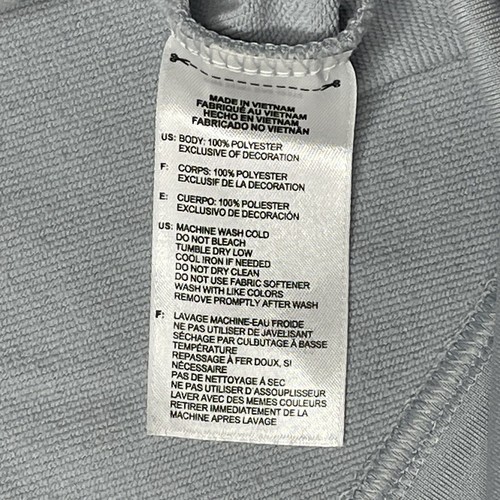 MADE IN VIETNAM
FABRIQUÉ AU VIETNAM
HECHO EN VIETNAM
FABRICADO NO VIETNÃN
US: BODY: 100% POLYESTER
EXCLUSIVE OF DECORATION
F: CORPS: 100% POLYESTER
EXCLUSIF DE LA DECORATION
E: CUERPO: 100% POLIESTER
EXCLUSIVO DE DECORACIÓN
US: MACHINE WASH COLD
DO NOT BLEACH
TUMBLE DRY LOW
COOL IRON IF NEEDED
DO NOT DRY CLEAN
DO NOT USE FABRIC SOFTENER
WASH WITH LIKE COLORS
REMOVE PROMPTLY AFTER WASH
F: LAVAGE MACHINE-EAU FROIDE
NE PAS UTILISER DE JAVELISANT
SÉCHAGE PAR CULBUTAGE À BASSE
TEMPÉRATURE
REPASSAGE À FER DOUX, SI
NÉCESSAIRE
PAS DE NETTOYAGE À SEC
NE PAS UTILISER D'ASSOUPLISSEUR
LAVER AVEC DES MEMES COULEURS
RETIRER IMMEDIATEMENT DE LA
MACHINE APRES LAVAGE